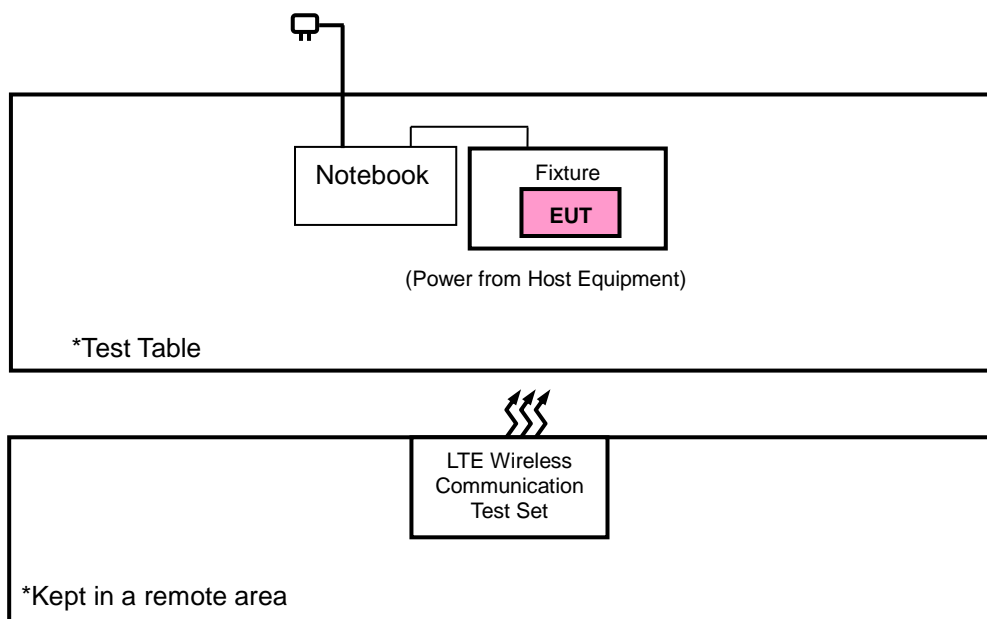 Notebook
Fixture
EUT
(Power from Host Equipment)
*Test Table
LTE Wireless
Communication
Test Set
*Kept in a remote area